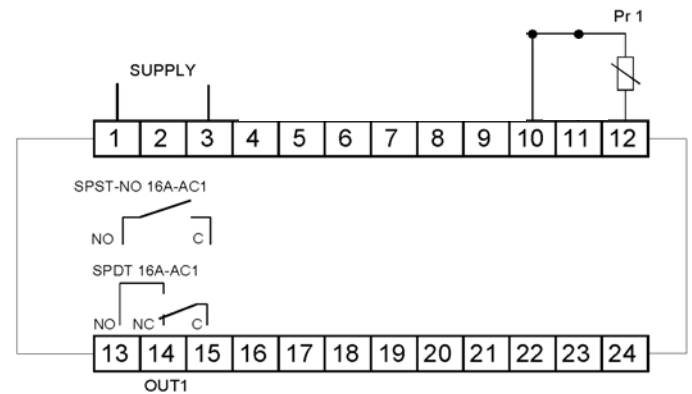 Pr 1
SUPPLY
1 2 3 4 5 6 7 8 9 10 11 12
SPST-NO 16A-AC1
NO C
SPDT 16A-AC1
NO NC C
13 14 15 16 17 18 19 20 21 22 23 24
OUT1